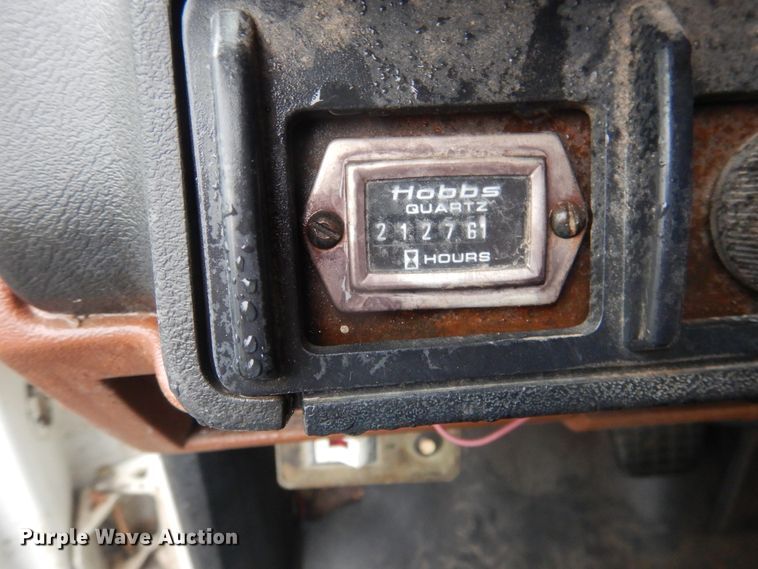 Hobbs
QUARTZ
212761
HOURS
Purple Wave Auction